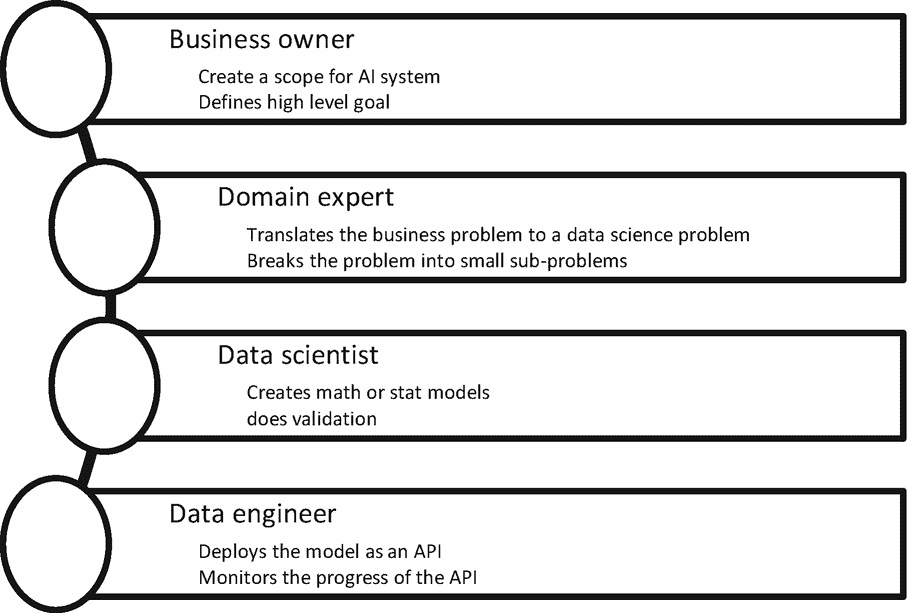 Business owner
Create a scope for AI system
Defines high level goal
Domain expert
Translates the business problem to a data science problem
Breaks the problem into small sub-problems
Data scientist
Creates math or stat models
does validation
Data engineer
Deploys the model as an API
Monitors the progress of the API